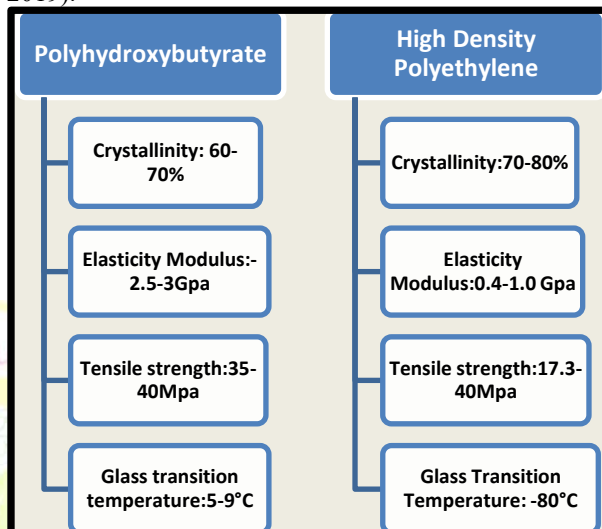 2019).
Polyhydroxybutyrate
Crystallinity: 60-
70%
Elasticity Modulus:-
2.5-3Gpa
Tensile strength:35-
40Mpa
Glass transition
temperature:5-9°C
High Density
Polyethylene
Crystallinity:70-80%
Elasticity
Modulus:0.4-1.0 Gpa
Tensile strength:17.3-
40Mpa
Glass Transition
Temperature: -80°C